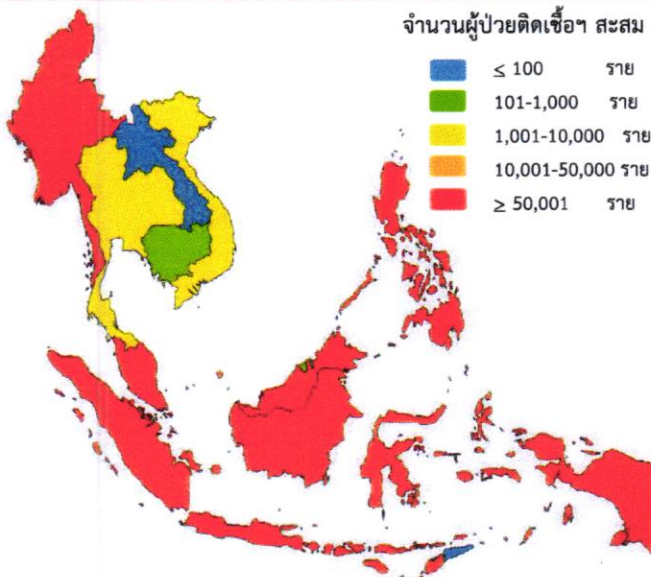 จำนวนผู้ป่วยติดเชื้อฯ สะสม
≤ 100 ราย
101-1,000 ราย
1,001-10,000 ราย
10,001-50,000 ราย
≥ 50,001 ราย